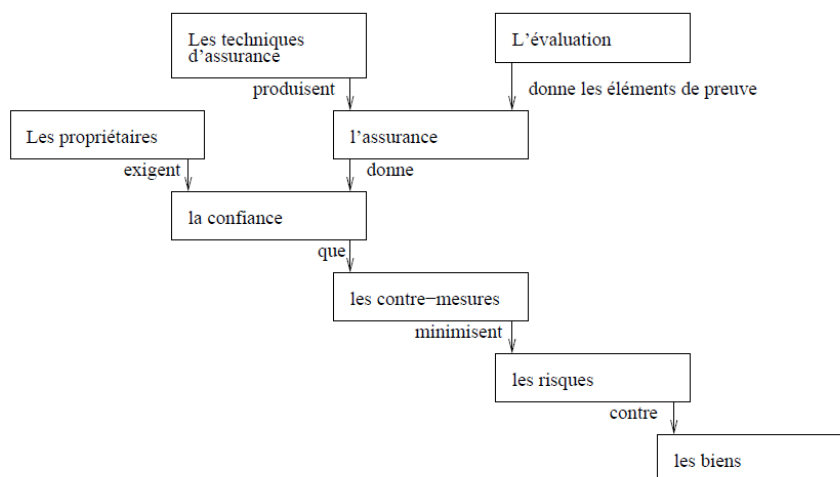 Les techniques
d'assurance
L'évaluation
produisent
donne les éléments de preuve
Les propriétaires
l'assurance
exigent
donne
la confiance
que
les contre−mesures
minimisent
les risques
contre
les biens